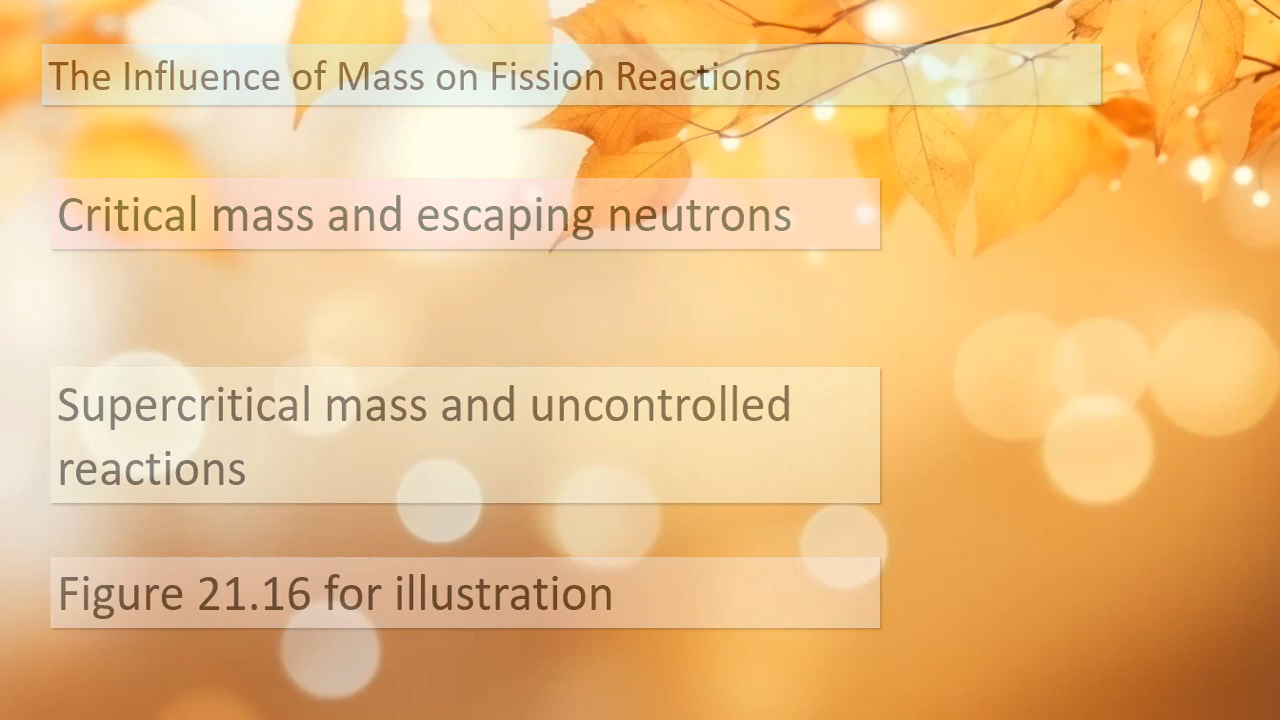 The Influence of Mass on Fission Reactions
Critical mass and escaping neutrons
Supercritical mass and uncontrolled
reactions
Figure 21.16 for illustration